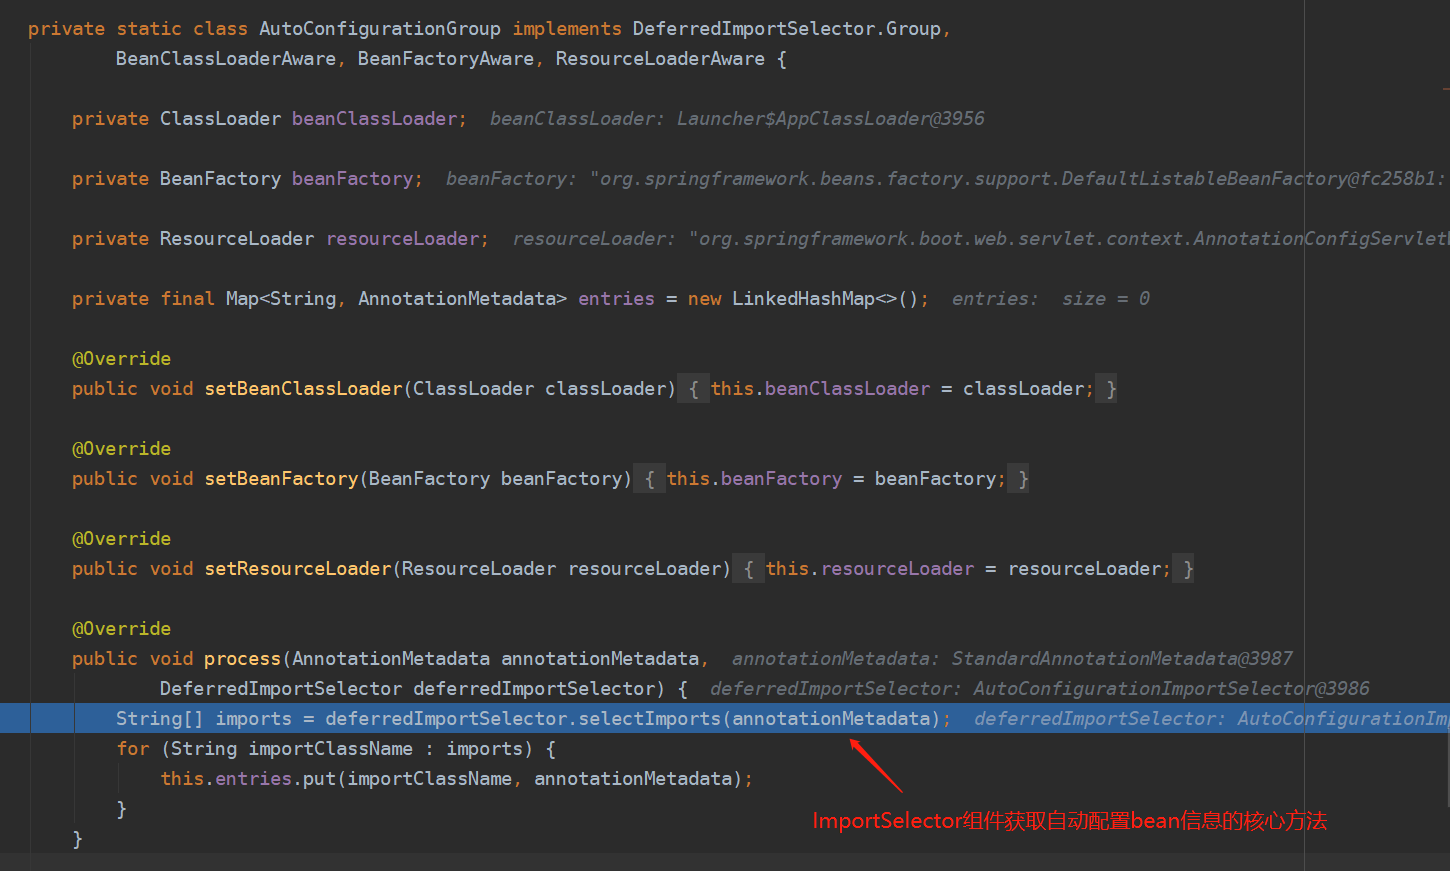 private static class AutoConfigurationGroup implements DeferredImportSelector.Group,
BeanClassLoaderAware, BeanFactoryAware, ResourceLoaderAware {
private ClassLoader beanClassLoader; beanClassLoader: Launcher$AppClassLoader@3956
private BeanFactory beanFactory; beanFactory: "org.springframework.beans.factory.support.DefaultListableBeanFactory@fc258b1:
private ResourceLoader resourceLoader; resourceLoader: "org.springframework.boot.web.servlet.context.AnnotationConfigServlet
private final Map<String, AnnotationMetadata> entries = new LinkedHashMap<>(); entries: size = 0
@Override
public void setBeanClassLoader(ClassLoader classLoader) { this.beanClassLoader = classLoader; }
@Override
public void setBeanFactory(BeanFactory beanFactory) { this.beanFactory = beanFactory; }
@Override
public void setResourceLoader(ResourceLoader resourceLoader) { this.resourceLoader = resourceLoader; }
@Override
public void process(AnnotationMetadata annotationMetadata, annotationMetadata: StandardAnnotationMetadata@3987
DeferredImportSelector deferredImportSelector) { deferredImportSelector: AutoConfigurationImportSelector@3986
String[] imports = deferredImportSelector.selectImports(annotationMetadata); deferredImportSelector: AutoConfigurationImp
for (String importClassName : imports) {
this.entries.put(importClassName, annotationMetadata);
}
ImportSelector组件获取自动配置bean信息的核心方法
}